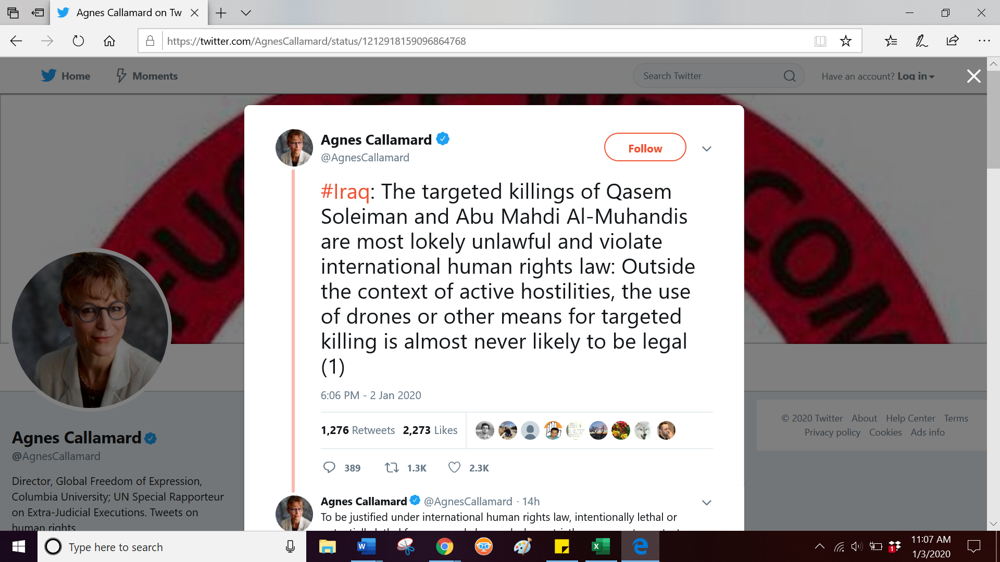 Agnes Callamard on Tw
https://twitter.com/AgnesCallamard/status/1212918159096864768
Home
Moments
Search Twitter
Have an account? Log in
COM
COM
Agnes Callamard
@AgnesCallamard
Follow
#Iraq: The targeted killings of Qasem
Soleiman and Abu Mahdi Al-Muhandis
are most lokely unlawful and violate
international human rights law: Outside
the context of active hostilities, the use
of drones or other means for targeted
killing is almost never likely to be legal
(1)
6:06 PM - 2 Jan 2020
1,276 Retweets 2,273 Likes
389
1.3K
2.3K
Agnes Callamard @AgnesCallamard · 14h
To be justified under international human rights law, intentionally lethal or
Agnes Callamard
@AgnesCallamard
Director, Global Freedom of Expression,
Columbia University; UN Special Rapporteur
on Extra-Judicial Executions. Tweets on
human rights
© 2020 Twitter About Help Center Terms
Privacy policy Cookies Ads info
Type here to search
1
11:07 AM
1/3/2020